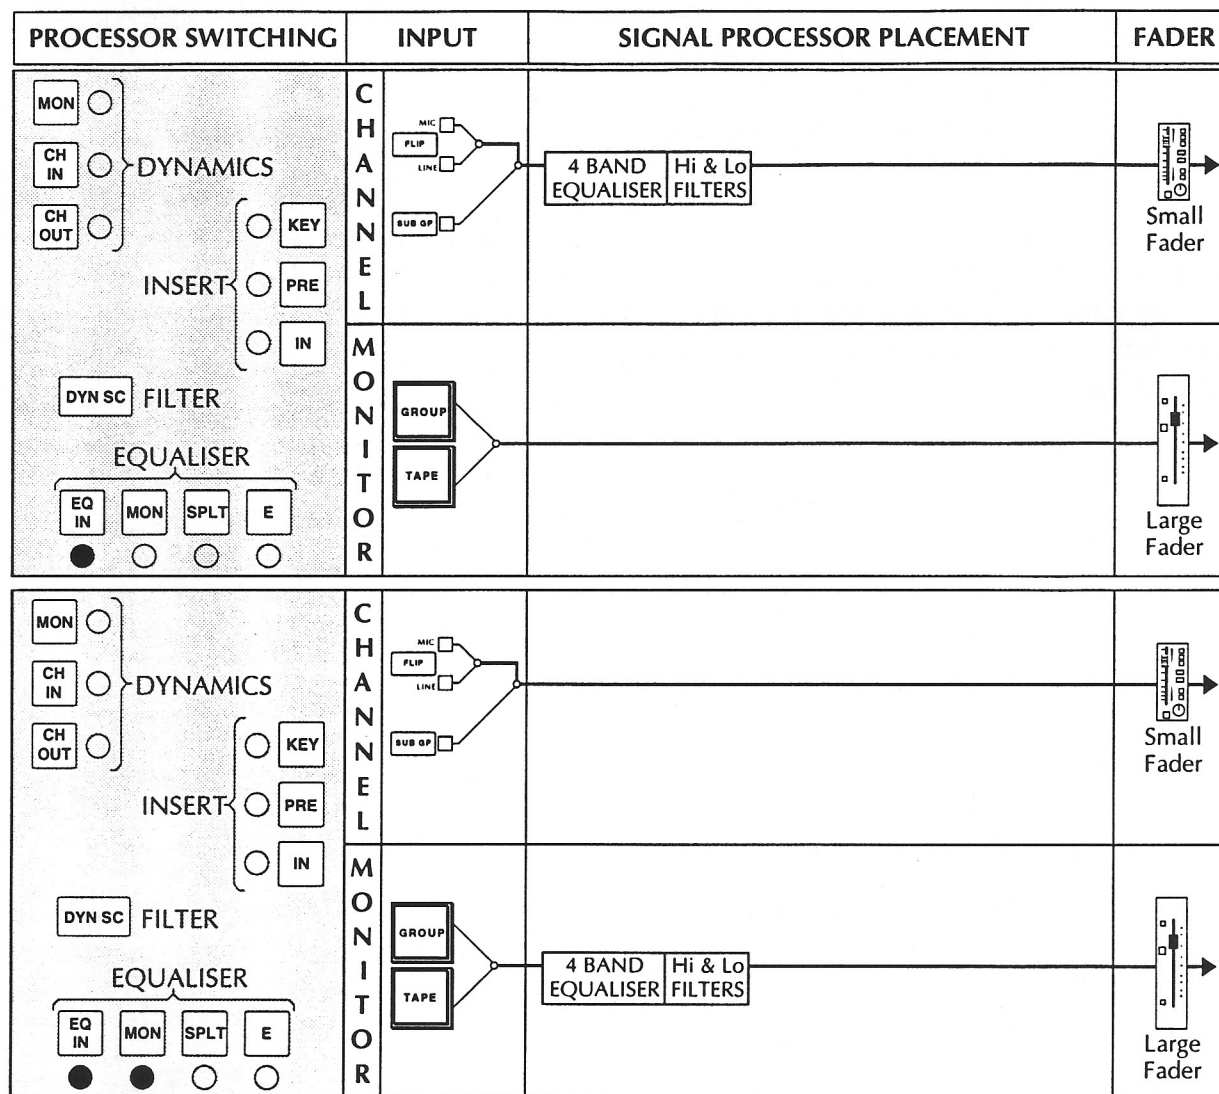 PROCESSOR SWITCHING INPUT SIGNAL PROCESSOR PLACEMENT FADER
MON
CH
IN
DYNAMICS
CH
OUT
KEY
INSERT
PRE
IN
DYN SC FILTER
EQUALISER
EQ
IN
MON
SPLT
E
CHANNEL
MIC
FLIP
LINE
SUB GP
4 BAND
EQUALISER
Hi & Lo
FILTERS
Small
Fader
MONITOR
GROUP
TAPE
Large
Fader
MON
CH
IN
DYNAMICS
CH
OUT
KEY
INSERT
PRE
IN
DYN SC FILTER
EQUALISER
EQ
IN
MON
SPLT
E
CHANNEL
MIC
FLIP
LINE
SUB GP
Small
Fader
MONITOR
GROUP
TAPE
4 BAND
EQUALISER
Hi & Lo
FILTERS
Large
Fader